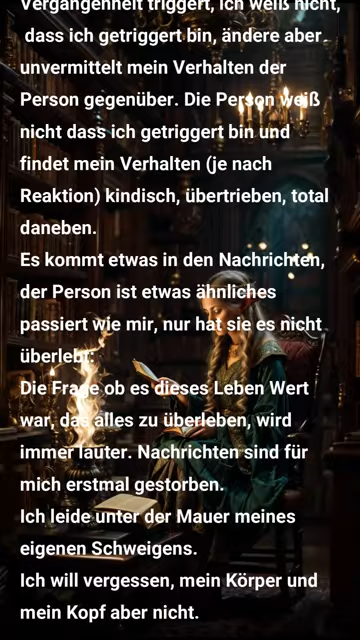 Vergangenheit triggert, ich weiß nicht,
dass ich getriggert bin, ändere aber
unvermittelt mein Verhalten der
Person gegenüber. Die Person weiß
nicht dass ich getriggert bin und
findet mein Verhalten (je nach
Reaktion) kindisch, übertrieben, total
daneben.
Es kommt etwas in den Nachrichten,
der Person ist etwas ähnliches
passiert wie mir, nur hat sie es nicht
überlebt:
Die Frage ob es dieses Leben Wert
war, das alles zu überleben, wird
immer lauter. Nachrichten sind für
mich erstmal gestorben.
Ich leide unter der Mauer meines
eigenen Schweigens.
Ich will vergessen, mein Körper und
mein Kopf aber nicht.